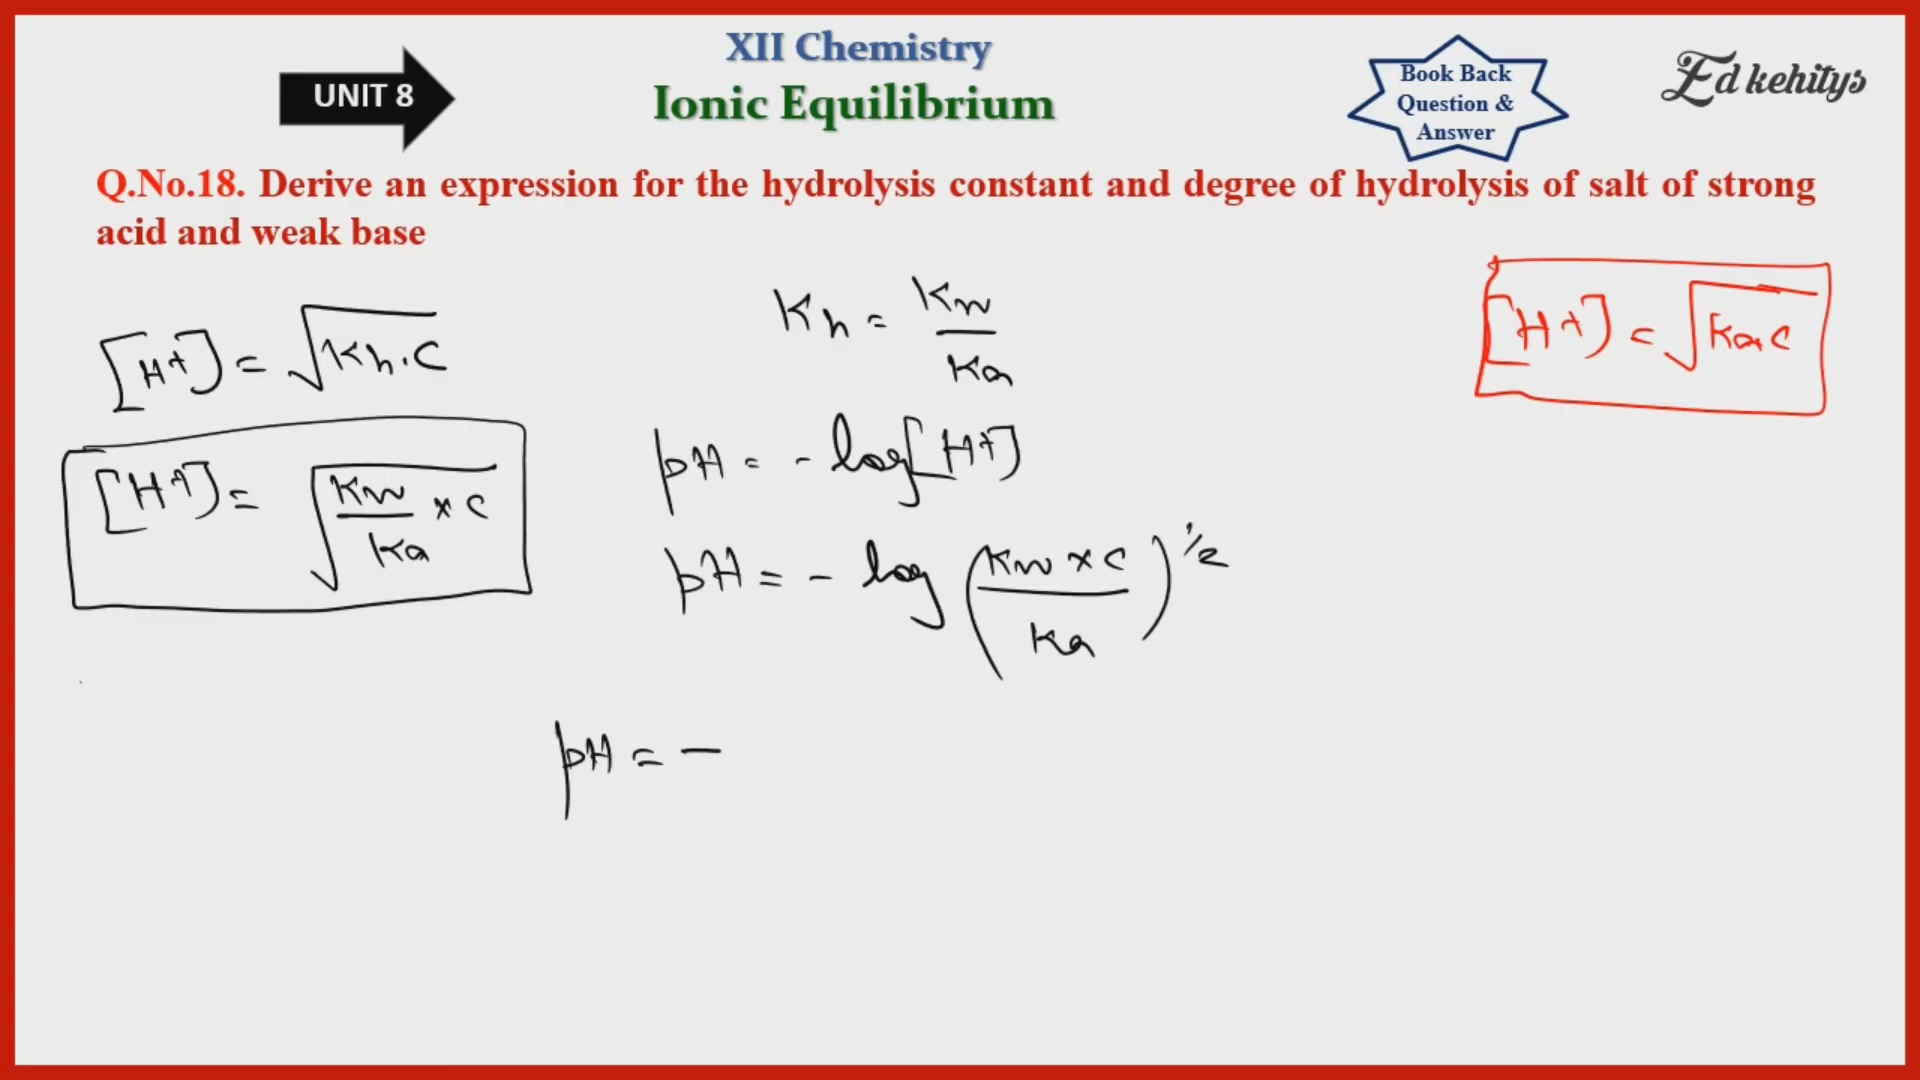 XII Chemistry
UNIT 8
Ionic Equilibrium
Book Back
Question &
Answer
Ed kehitys
Q.No.18. Derive an expression for the hydrolysis constant and degree of hydrolysis of salt of strong
acid and weak base
[H+] = √Kh.C
[H+] = √Kw/Ka × C
Kh = Kw/Ka
pH = - log[H+]
pH = - log (Kw × C/Ka)^1/2
pH = -
[H+] = √Ka C